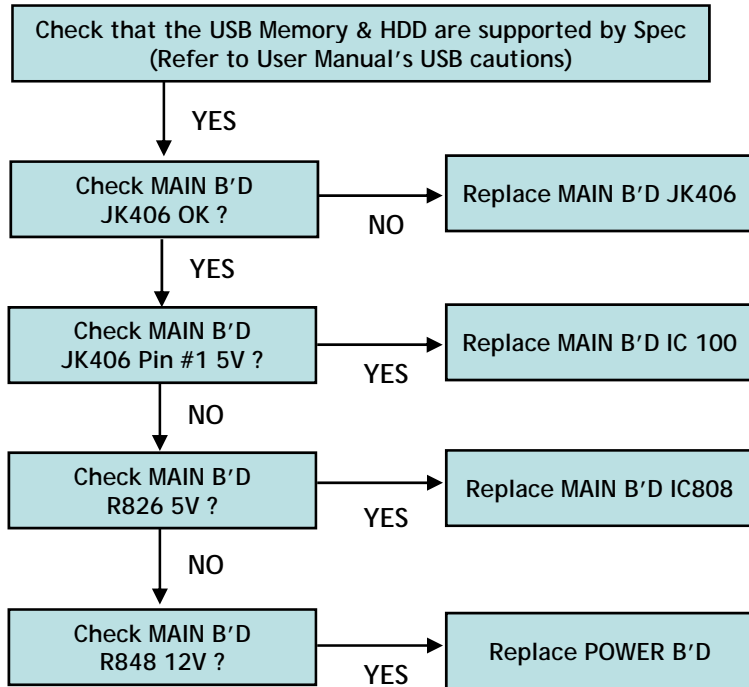 Check that the USB Memory & HDD are supported by Spec
(Refer to User Manual's USB cautions)
YES
Check MAIN B'D
JK406 OK ?
NO
Replace MAIN B'D JK406
YES
Check MAIN B'D
JK406 Pin #1 5V ?
YES
Replace MAIN B'D IC 100
NO
Check MAIN B'D
R826 5V ?
YES
Replace MAIN B'D IC808
NO
Check MAIN B'D
R848 12V ?
YES
Replace POWER B'D